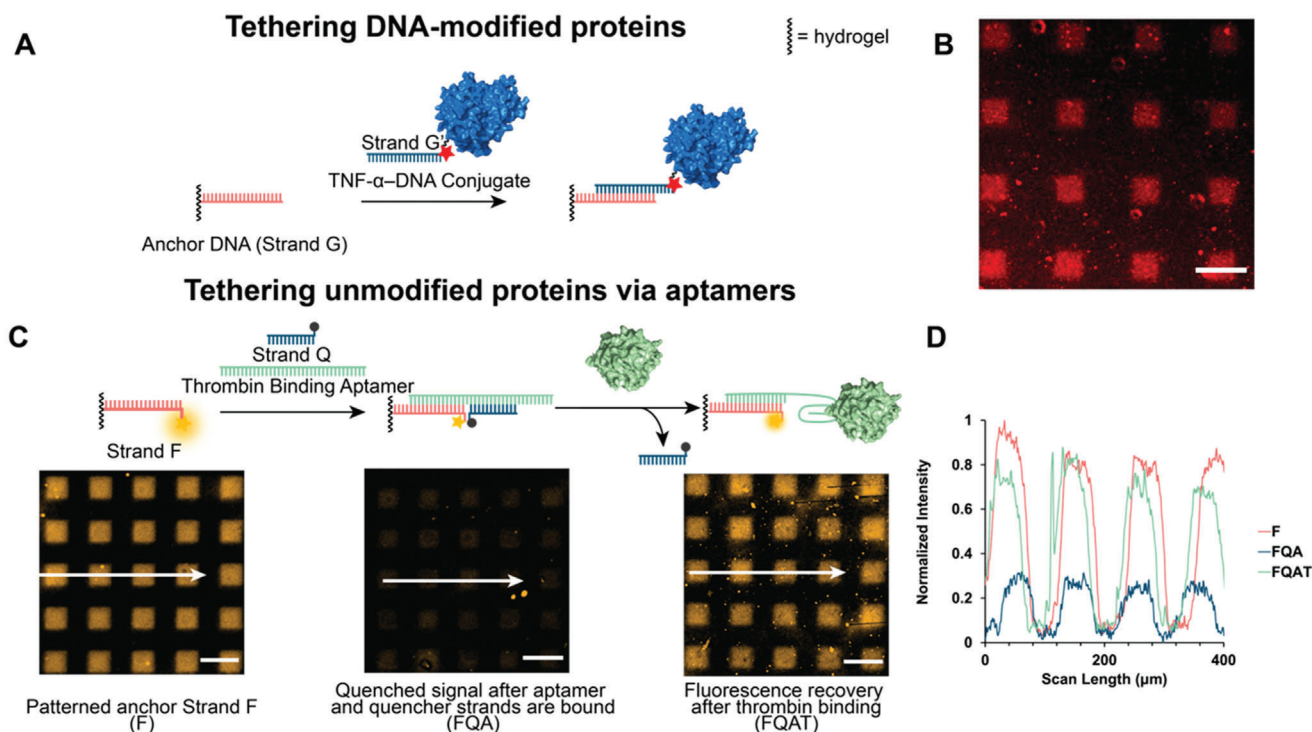 A
Tethering DNA-modified proteins
= hydrogel
B
Strand G'
TNF-α–DNA Conjugate
Anchor DNA (Strand G)
Tethering unmodified proteins via aptamers
C
Strand Q
Thrombin Binding Aptamer
Strand F
Patterned anchor Strand F
(F)
Quenched signal after aptamer
and quencher strands are bound
(FQA)
Fluorescence recovery
after thrombin binding
(FQAT)
D
Normalized Intensity
1
0.8
0.6
0.4
0.2
0
0
200
400
Scan Length (μm)
F
FQA
FQAT